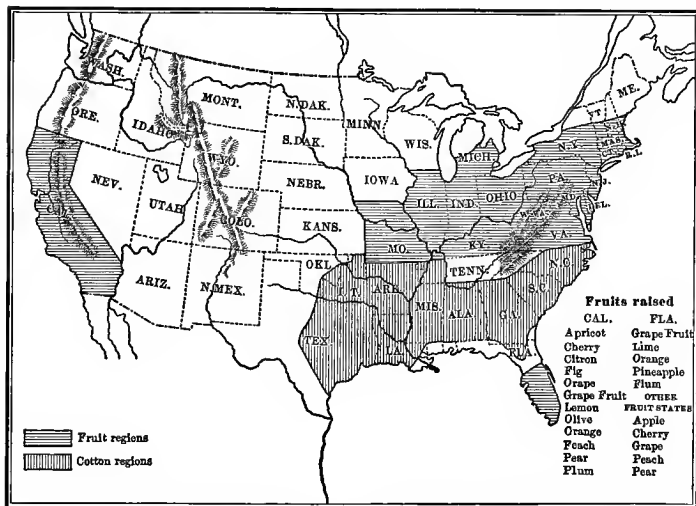 WASH.
MONT.
N.DAK.
MINN.
ME.
VT.
N.H.
ORE.
IDAHO
WIS.
MICH.
N.Y.
MAS.
R.I.
S.DAK.
WYO.
IOWA
PA.
N.J.
NEV.
NEBR.
ILL.
IND.
OHIO
DEL.
UTAH
COLO.
KANS.
MO.
KY.
VA.
CAL.
OKL.
TENN.
N.C.
ARIZ.
N.MEX.
I.T.
ARK.
S.C.
MIS.
ALA.
GA.
TEX.
LA.
FLA.
Fruits raised
CAL. FLA.
Apricot Grape Fruit
Cherry Lime
Citron Orange
Fig Pineapple
Grape Plum
Grape Fruit OTHER
Lemon FRUIT STATES
Olive Apple
Orange Cherry
Peach Grape
Pear Peach
Plum Pear
Fruit regions
Cotton regions